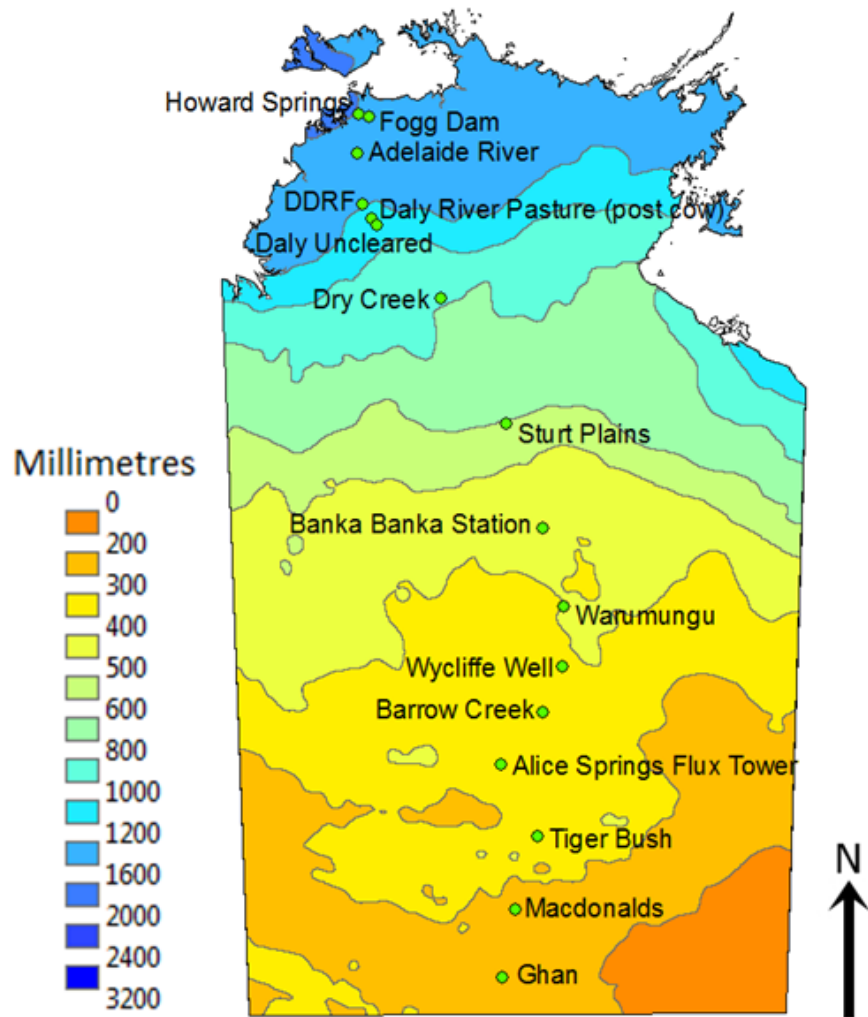 Howard Springs
Fogg Dam
Adelaide River
DDRF
Daly River Pasture (post cow)
Daly Uncleared
Dry Creek
Sturt Plains
Millimetres
0
200
300
400
500
600
800
1000
1200
1600
2000
2400
3200
Banka Banka Station
Warumungu
Wycliffe Well
Barrow Creek
Alice Springs Flux Tower
Tiger Bush
Macdonalds
Ghan
N